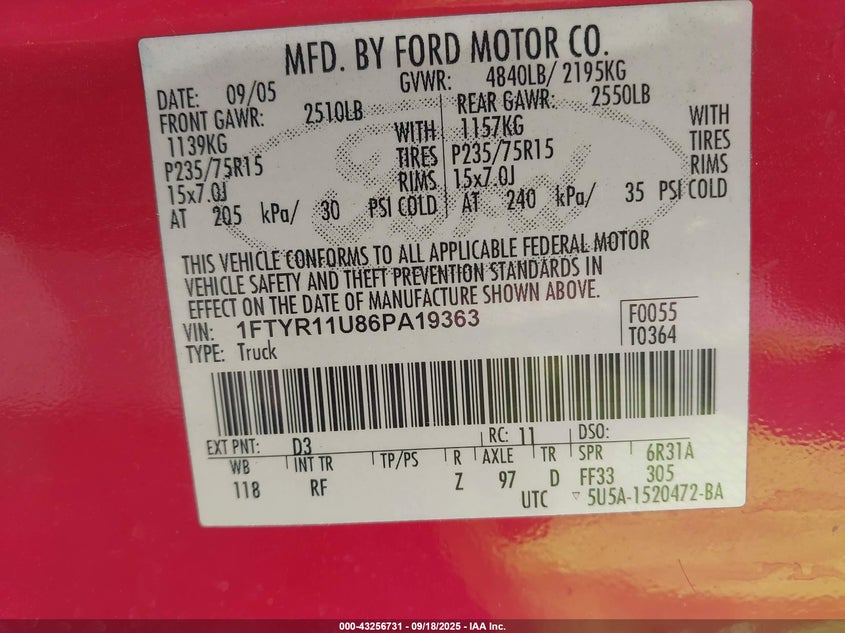 MFD. BY FORD MOTOR CO.
DATE: 09/05 GVWR: 4840LB/ 2195KG
FRONT GAWR: 2510LB REAR GAWR: 2550LB
1139KG WITH 1157KG WITH
P235/75R15 TIRES P235/75R15 TIRES
15x7.0J RIMS 15x7.0J RIMS
AT 205 kPa/ 30 PSI COLD AT 240 kPa/ 35 PSI COLD
Ford
THIS VEHICLE CONFORMS TO ALL APPLICABLE FEDERAL MOTOR
VEHICLE SAFETY AND THEFT PREVENTION STANDARDS IN
EFFECT ON THE DATE OF MANUFACTURE SHOWN ABOVE.
VIN: 1FTYR11U86PA19363 F0055
TYPE: Truck T0364
EXT PNT: D3 RC: 11 DSO:
WB INT TR TP/PS R AXLE TR SPR 6R31A
118 RF Z 97 D FF33 305
UTC ▽ 5U5A-1520472-BA
000-43256731 - 09/18/2025 - IAA Inc.